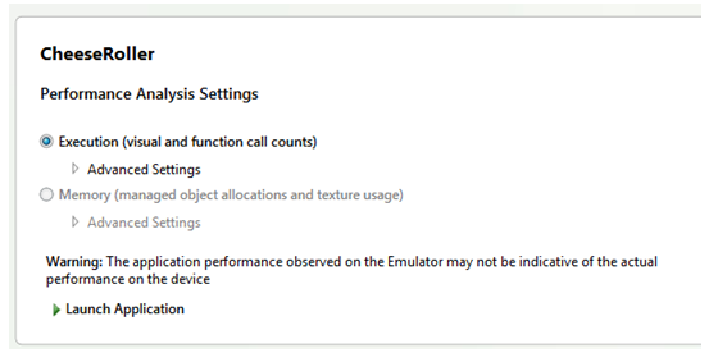 CheeseRoller
Performance Analysis Settings
Execution (visual and function call counts)
Advanced Settings
Memory (managed object allocations and texture usage)
Advanced Settings
Warning: The application performance observed on the Emulator may not be indicative of the actual
performance on the device
Launch Application